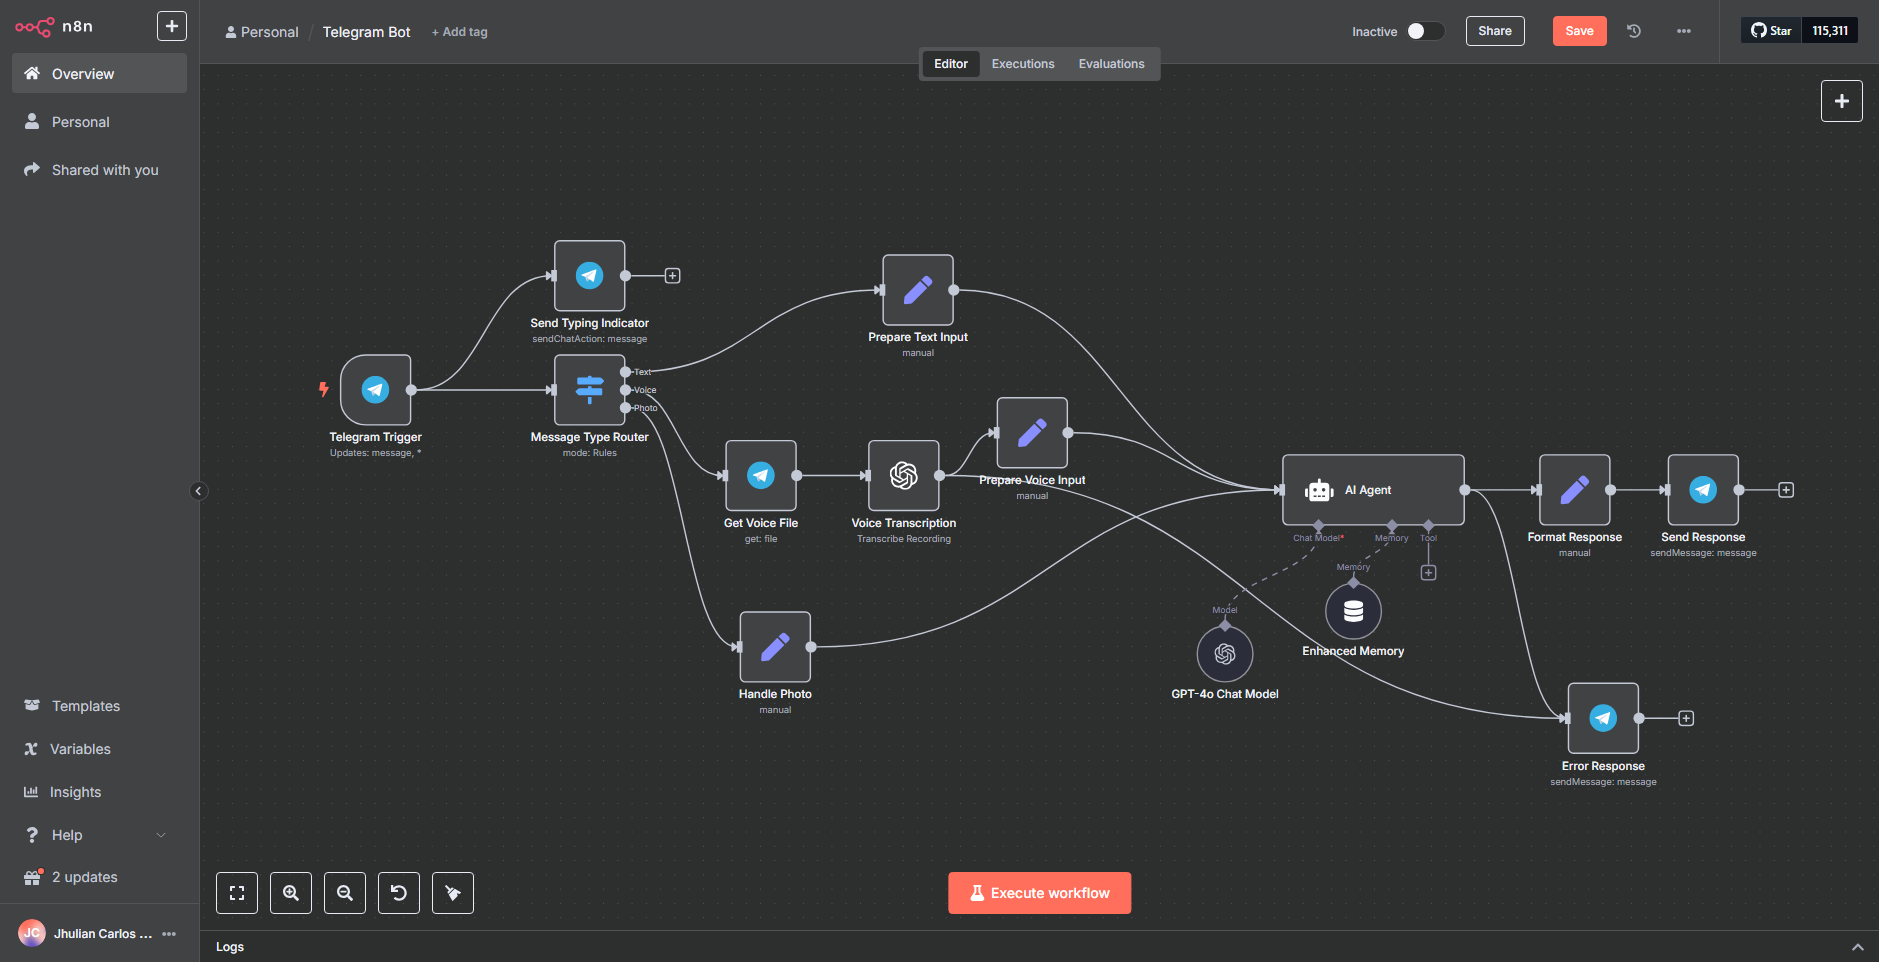 n8n
Overview
Personal
Shared with you
Templates
Variables
Insights
Help
2 updates
JC
Jhulian Carlos ...
Personal / Telegram Bot + Add tag
Inactive
Share
Save
Star 115,311
Editor Executions Evaluations
Send Typing Indicator
sendChatAction: message
Prepare Text Input
manual
Telegram Trigger
Updates: message, *
Text
Voice
Photo
Message Type Router
mode: Rules
Get Voice File
get: file
Voice Transcription
Transcribe Recording
Prepare Voice Input
manual
Handle Photo
manual
AI Agent
Chat Model*
Memory
Tool
Memory
Model
Enhanced Memory
GPT-4o Chat Model
Format Response
manual
Send Response
sendMessage: message
Error Response
sendMessage: message
Execute workflow
Logs